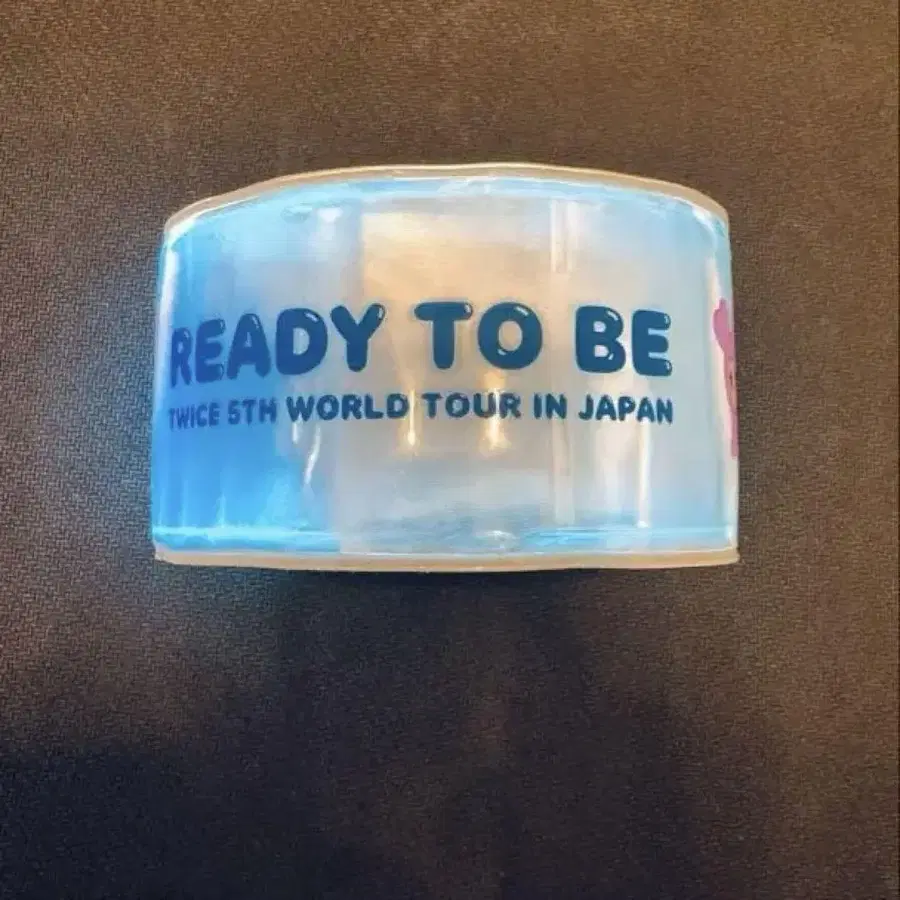 READY TO BE
TWICE 5TH WORLD TOUR IN JAPAN